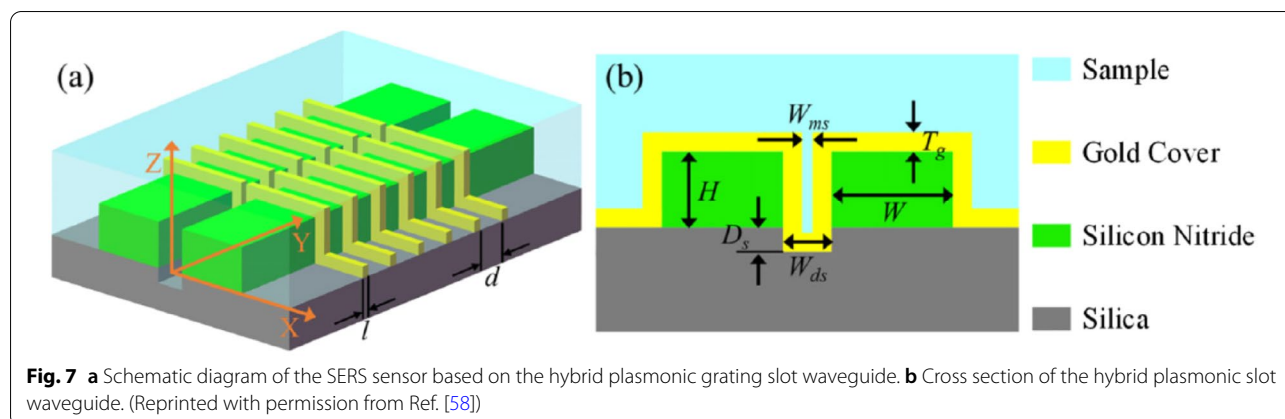 (a)
Z
Y
X
l
d
(b)
W_ms
T_g
H
W
D_s
W_ds
Sample
Gold Cover
Silicon Nitride
Silica
Fig. 7 a Schematic diagram of the SERS sensor based on the hybrid plasmonic grating slot waveguide. b Cross section of the hybrid plasmonic slot
waveguide. (Reprinted with permission from Ref. [58])